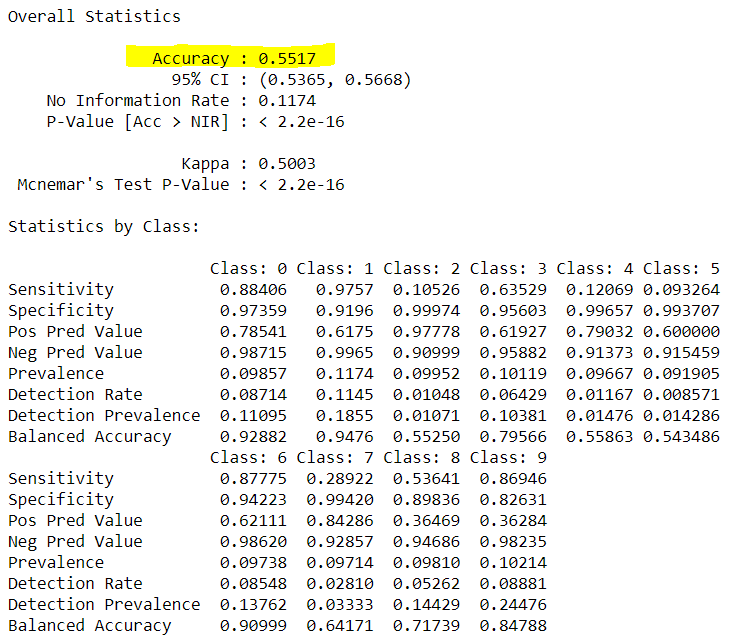 Overall Statistics
Accuracy : 0.5517
95% CI : (0.5365, 0.5668)
No Information Rate : 0.1174
P-Value [Acc > NIR] : < 2.2e-16
Kappa : 0.5003
Mcnemar's Test P-Value : < 2.2e-16
Statistics by Class:
Class: 0 Class: 1 Class: 2 Class: 3 Class: 4 Class: 5
Sensitivity 0.88406 0.9757 0.10526 0.63529 0.12069 0.093264
Specificity 0.97359 0.9196 0.99974 0.95603 0.99657 0.993707
Pos Pred Value 0.78541 0.6175 0.97778 0.61927 0.79032 0.600000
Neg Pred Value 0.98715 0.9965 0.90999 0.95882 0.91373 0.915459
Prevalence 0.09857 0.1174 0.09952 0.10119 0.09667 0.091905
Detection Rate 0.08714 0.1145 0.01048 0.06429 0.01167 0.008571
Detection Prevalence 0.11095 0.1855 0.01071 0.10381 0.01476 0.014286
Balanced Accuracy 0.92882 0.9476 0.55250 0.79566 0.55863 0.543486
Class: 6 Class: 7 Class: 8 Class: 9
Sensitivity 0.87775 0.28922 0.53641 0.86946
Specificity 0.94223 0.99420 0.89836 0.82631
Pos Pred Value 0.62111 0.84286 0.36469 0.36284
Neg Pred Value 0.98620 0.92857 0.94686 0.98235
Prevalence 0.09738 0.09714 0.09810 0.10214
Detection Rate 0.08548 0.02810 0.05262 0.08881
Detection Prevalence 0.13762 0.03333 0.14429 0.24476
Balanced Accuracy 0.90999 0.64171 0.71739 0.84788